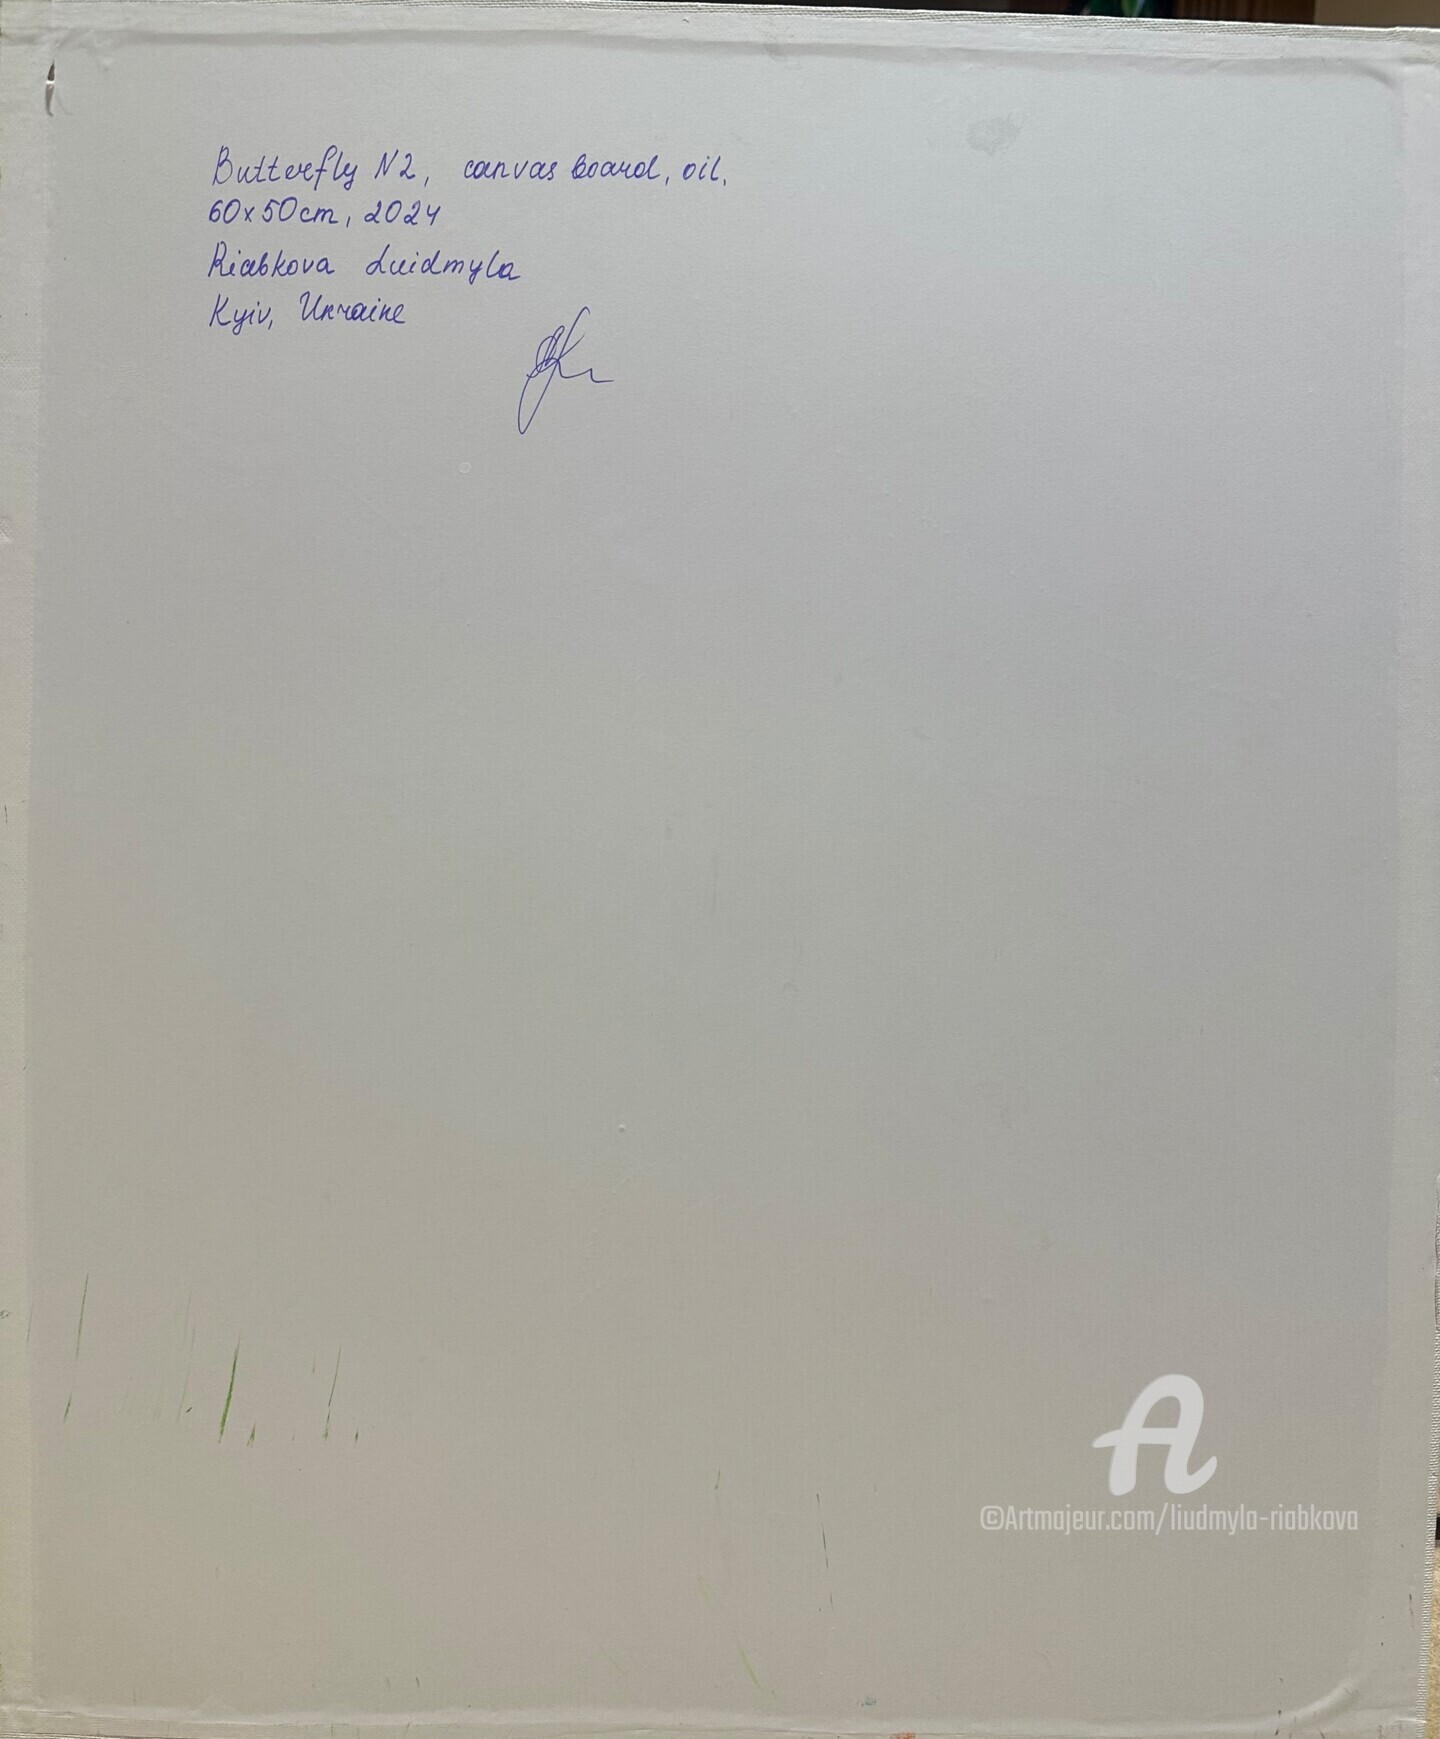 Butterfly N2, canvas board, oil,
60x50cm, 2024
Riabkova Luidmyla
Kyiv, Ukraine
©Artmajeur.com/liudmyla-riabkova